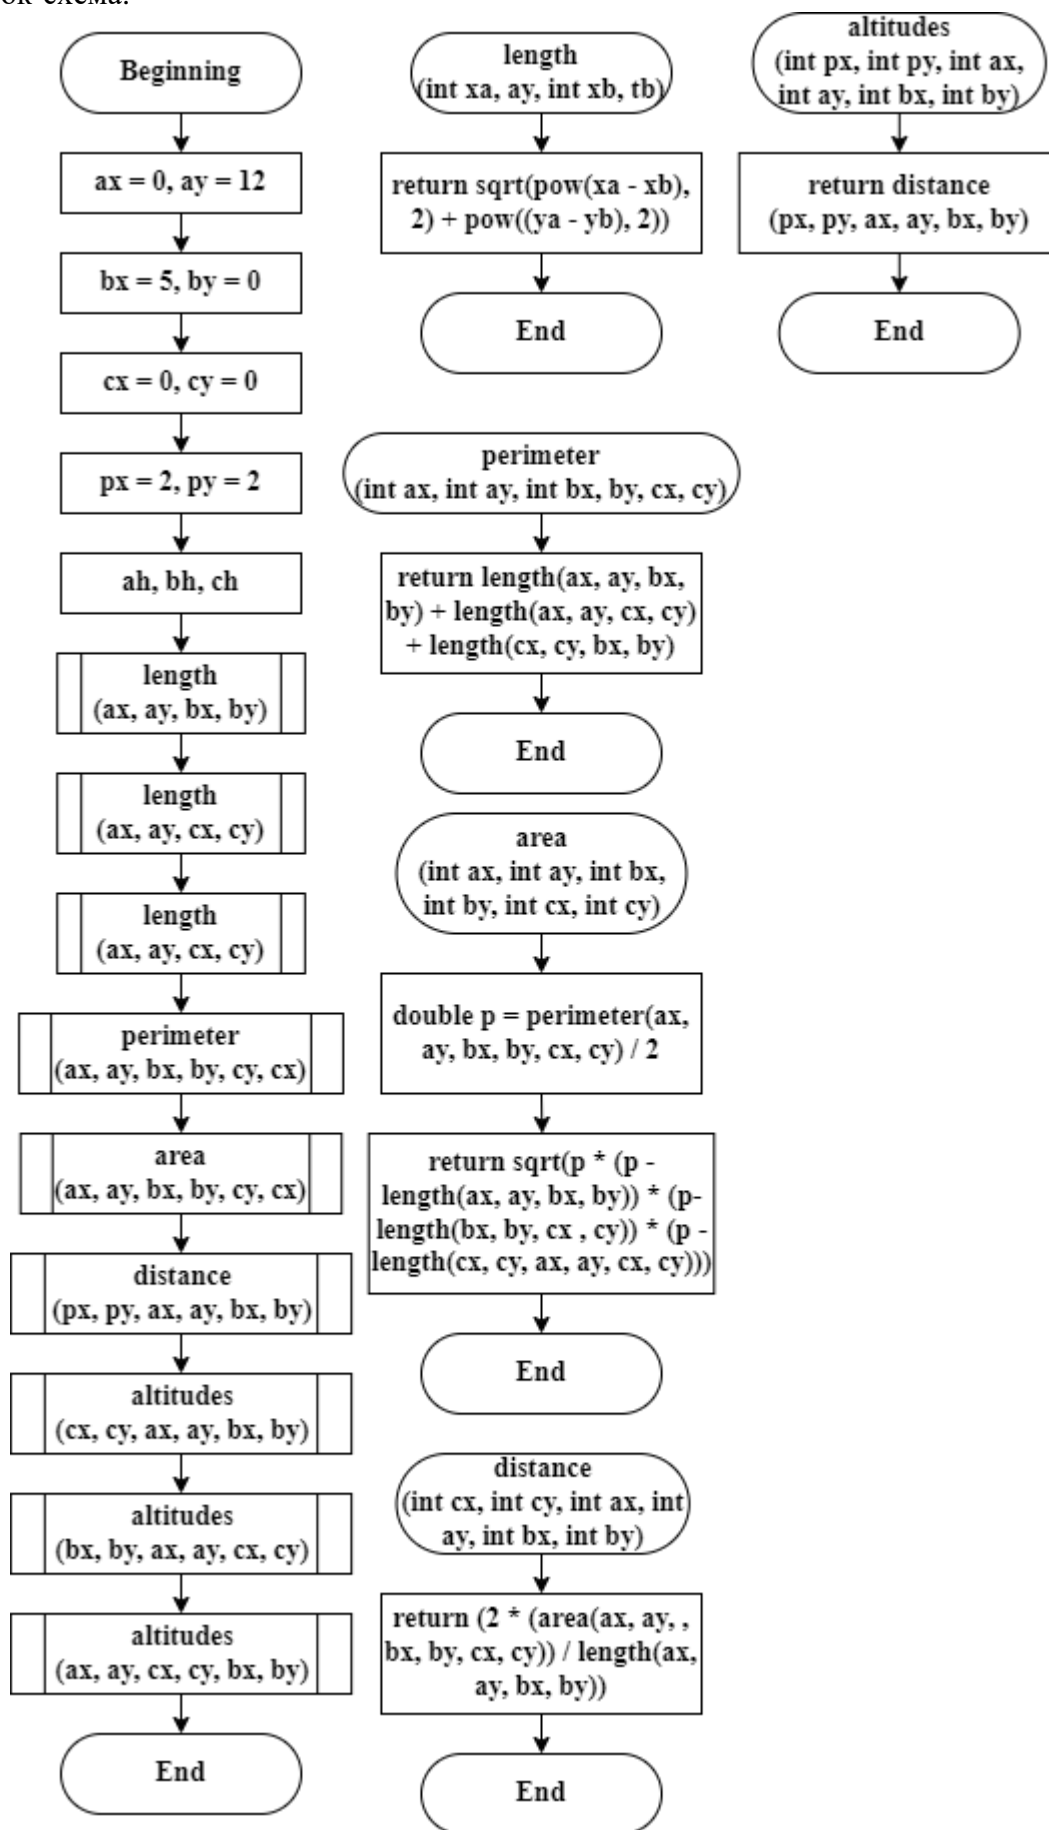 ок схема:
Beginning
ax = 0, ay = 12
bx = 5, by = 0
cx = 0, cy = 0
px = 2, py = 2
ah, bh, ch
length
(ax, ay, bx, by)
length
(ax, ay, cx, cy)
length
(ax, ay, cx, cy)
perimeter
(ax, ay, bx, by, cy, cx)
area
(ax, ay, bx, by, cy, cx)
distance
(px, py, ax, ay, bx, by)
altitudes
(cx, cy, ax, ay, bx, by)
altitudes
(bx, by, ax, ay, cx, cy)
altitudes
(ax, ay, cx, cy, bx, by)
End
length
(int xa, ay, int xb, tb)
return sqrt(pow(xa - xb),
2) + pow((ya - yb), 2))
End
perimeter
(int ax, int ay, int bx, by, cx, cy)
return length(ax, ay, bx,
by) + length(ax, ay, cx, cy)
+ length(cx, cy, bx, by)
End
area
(int ax, int ay, int bx,
int by, int cx, int cy)
double p = perimeter(ax,
ay, bx, by, cx, cy) / 2
return sqrt(p * (p -
length(ax, ay, bx, by)) * (p-
length(bx, by, cx , cy)) * (p -
length(cx, cy, ax, ay, cx, cy)))
End
distance
(int cx, int cy, int ax, int
ay, int bx, int by)
return (2 * (area(ax, ay, ,
bx, by, cx, cy)) / length(ax,
ay, bx, by))
End
altitudes
(int px, int py, int ax,
int ay, int bx, int by)
return distance
(px, py, ax, ay, bx, by)
End